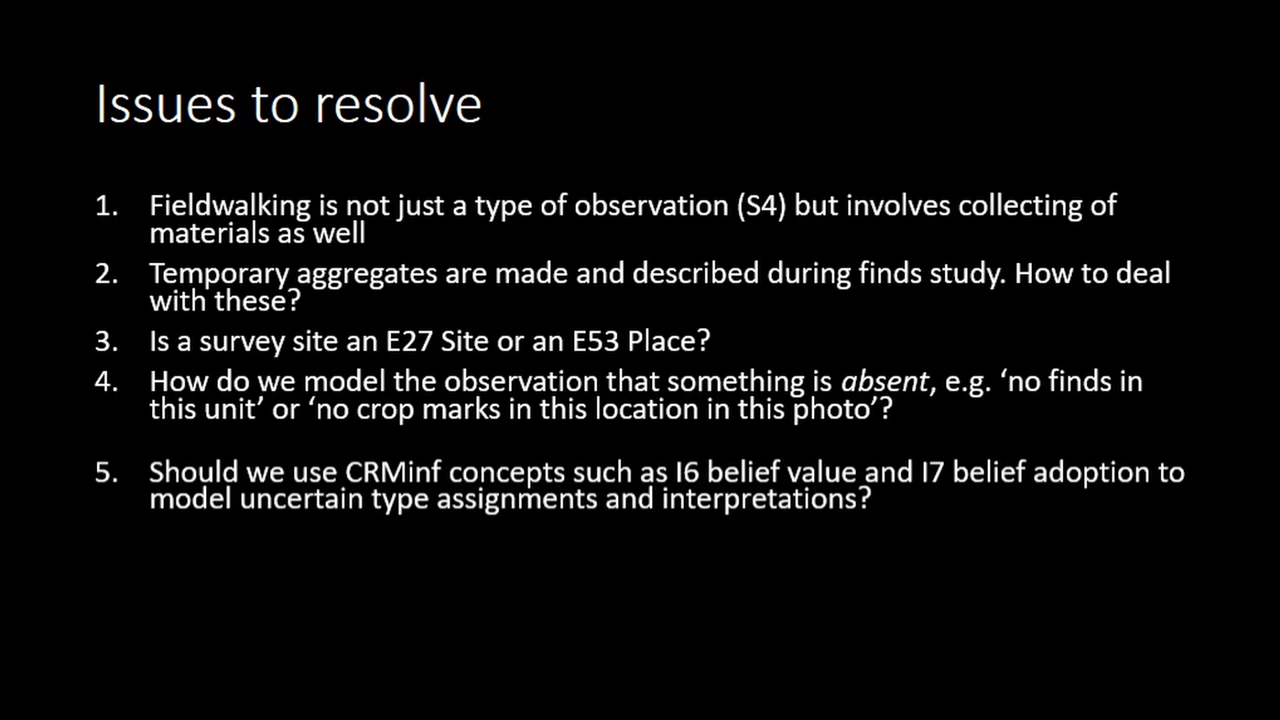 Issues to resolve
1. Fieldwalking is not just a type of observation (S4) but involves collecting of
materials as well
2. Temporary aggregates are made and described during finds study. How to deal
with these?
3. Is a survey site an E27 Site or an E53 Place?
4. How do we model the observation that something is absent, e.g. ‘no finds in
this unit’ or ‘no crop marks in this location in this photo’?
5. Should we use CRMinf concepts such as I6 belief value and I7 belief adoption to
model uncertain type assignments and interpretations?